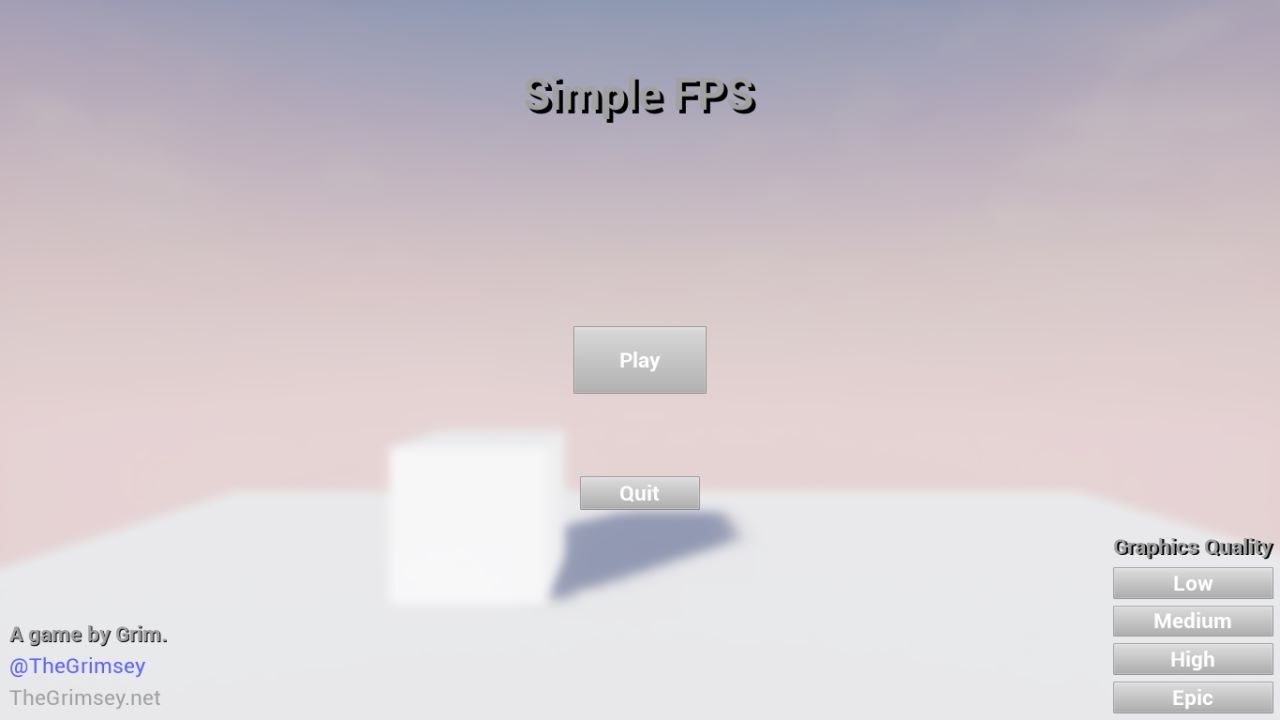 Simple FPS
Play
Quit
Graphics Quality
Low
Medium
High
Epic
A game by Grim.
@TheGrimsey
TheGrimsey.net